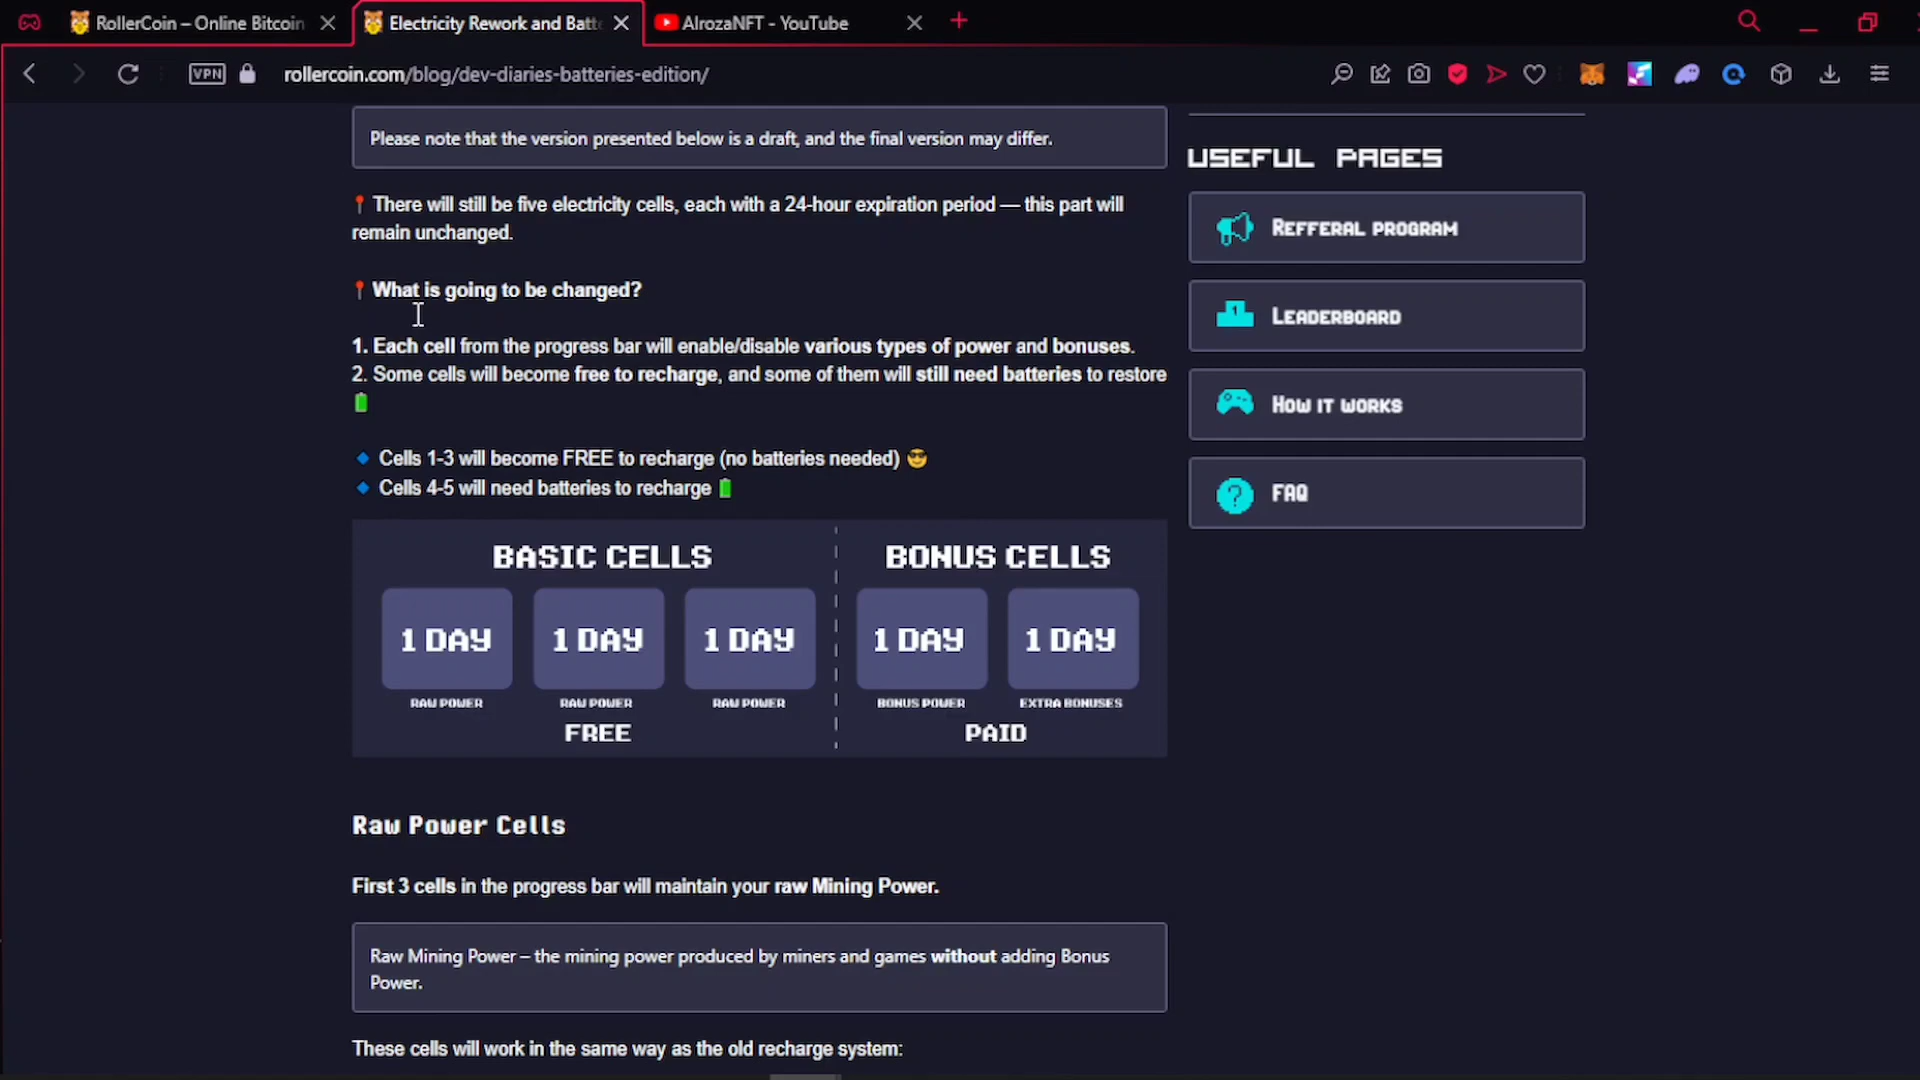 RollerCoin – Online Bitcoin
Electricity Rework and Batte
AlrozaNFT - YouTube
VPN
rollercoin.com/blog/dev-diaries-batteries-edition/
Please note that the version presented below is a draft, and the final version may differ.
There will still be five electricity cells, each with a 24-hour expiration period — this part will
remain unchanged.
What is going to be changed?
1. Each cell from the progress bar will enable/disable various types of power and bonuses.
2. Some cells will become free to recharge, and some of them will still need batteries to restore
Cells 1-3 will become FREE to recharge (no batteries needed)
Cells 4-5 will need batteries to recharge
BASIC CELLS
BONUS CELLS
1 DAY
1 DAY
1 DAY
1 DAY
1 DAY
RAW POWER
RAW POWER
RAW POWER
BONUS POWER
EXTRA BONUSES
FREE
PAID
Raw Power Cells
First 3 cells in the progress bar will maintain your raw Mining Power.
Raw Mining Power – the mining power produced by miners and games without adding Bonus
Power.
These cells will work in the same way as the old recharge system:
USEFUL PAGES
REFFERAL PROGRAM
1
LEADERBOARD
HOW IT WORKS
?
FAQ